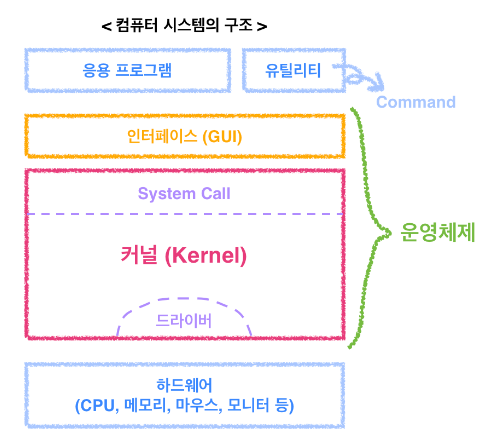 < 컴퓨터 시스템의 구조 >
응용 프로그램
유틸리티
Command
인터페이스 (GUI)
System Call
커널 (Kernel)
운영체제
드라이버
하드웨어
(CPU, 메모리, 마우스, 모니터 등)